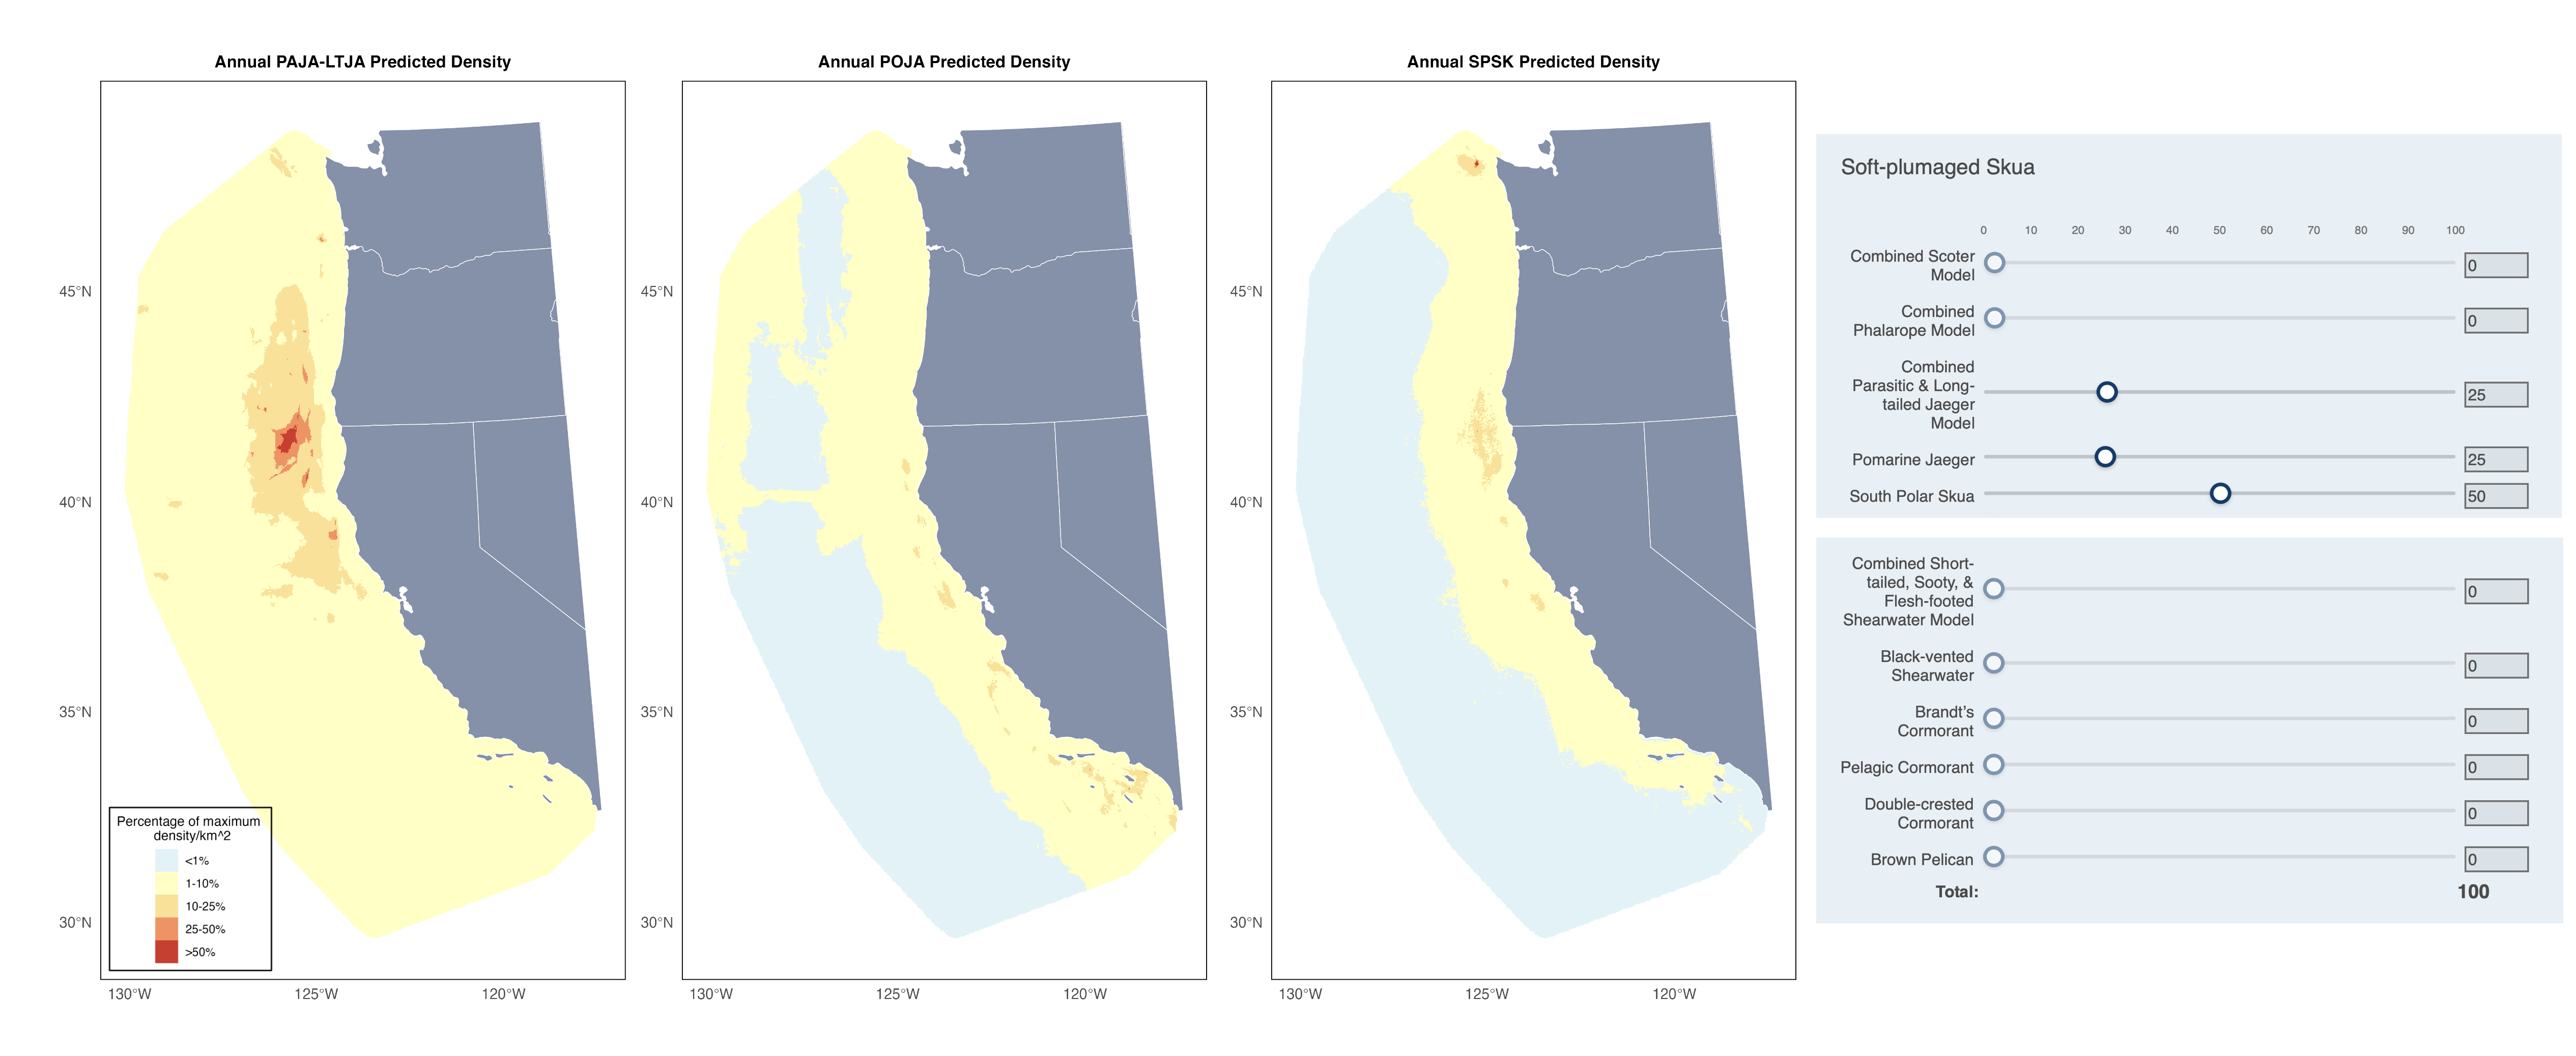 Annual PAJA-LTJA Predicted Density
45°N
40°N
35°N
30°N
130°W 125°W 120°W
Percentage of maximum
density/km^2
<1%
1-10%
10-25%
25-50%
>50%
Annual POJA Predicted Density
45°N
40°N
35°N
30°N
130°W 125°W 120°W
Annual SPSK Predicted Density
45°N
40°N
35°N
30°N
130°W 125°W 120°W
Soft-plumaged Skua
0 10 20 30 40 50 60 70 80 90 100
Combined Scoter
Model
0
Combined
Phalarope Model
0
Combined
Parasitic & Long-
tailed Jaeger
Model
25
Pomarine Jaeger
25
South Polar Skua
50
Combined Short-
tailed, Sooty, &
Flesh-footed
Shearwater Model
0
Black-vented
Shearwater
0
Brandt’s
Cormorant
0
Pelagic Cormorant
0
Double-crested
Cormorant
0
Brown Pelican
0
Total: 100